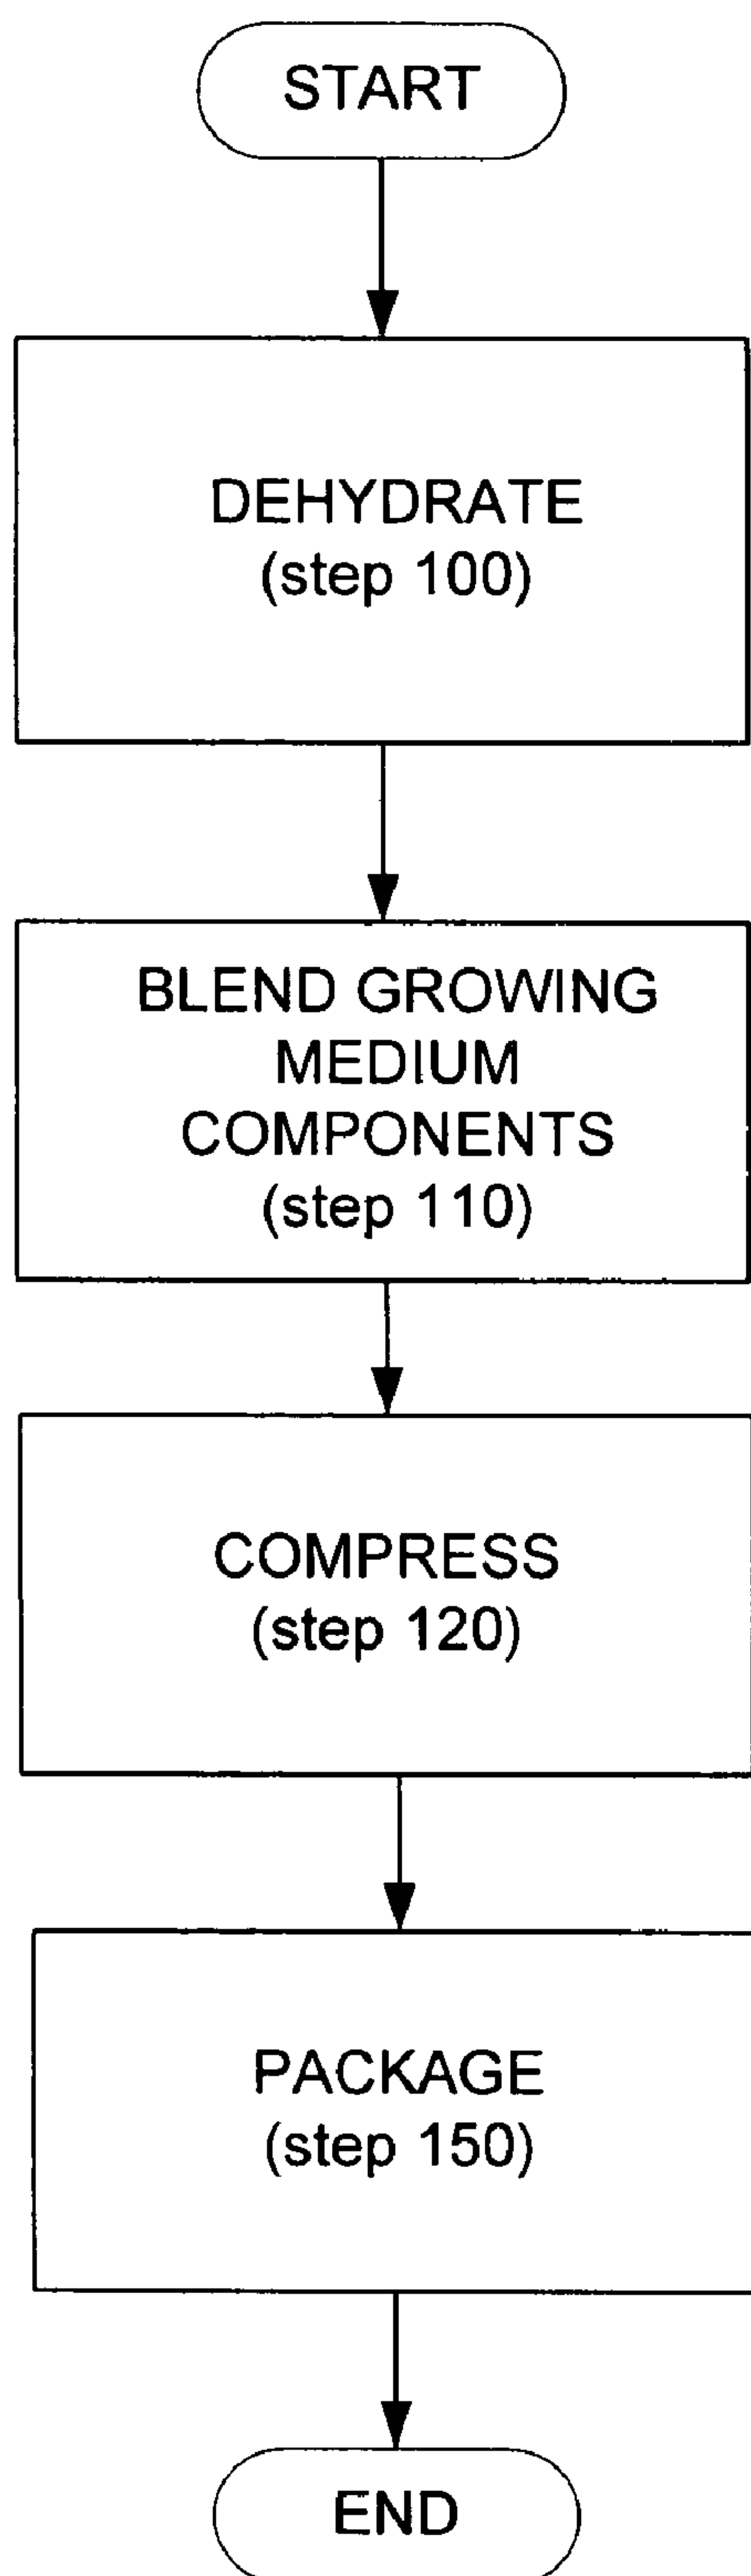 START
DEHYDRATE
(step 100)
BLEND GROWING
MEDIUM
COMPONENTS
(step 110)
COMPRESS
(step 120)
PACKAGE
(step 150)
END